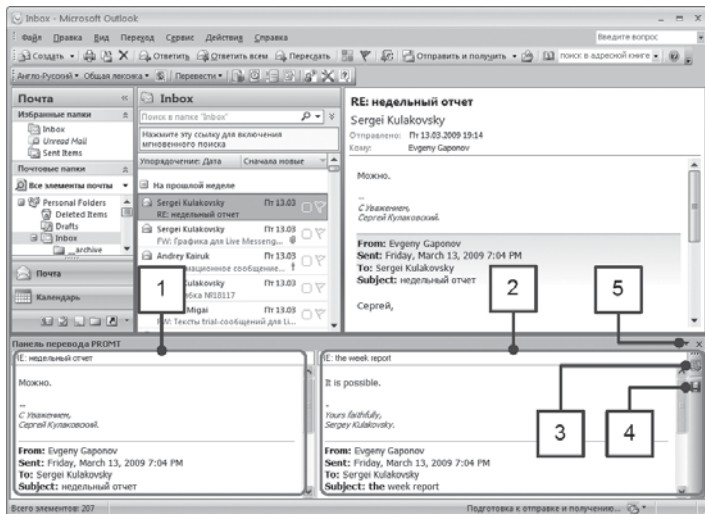 Inbox - Microsoft Outlook
Файл Правка Вид Переход Сервис Действия Справка
Введите вопрос
Создать Ответить Ответить всем Переслать Отправить и получить поиск в адресной книге
Англо-Русский Общая лексика Перевести
Почта
Избранные папки
Inbox
Unread Mail
Sent Items
Почтовые папки
Все элементы почты
Personal Folders
Deleted Items
Drafts
Inbox
__archive
Почта
Календарь
Inbox
Поиск в папке "Inbox"
Нажмите эту ссылку для включения
мгновенного поиска
Упорядочение: Дата Сначала новые
На прошлой неделе
Sergei Kulakovsky Пт 13.03
RE: недельный отчет
Sergei Kulakovsky Пт 13.03
FW: Графика для Live Messeng...
Andrey Kairuk Пт 13.03
мационное сообщение...
Kulakovsky Пт 13.03
бка №18117
Migai Пт 13.03
FW: Тексты trial-сообщений для Li...
RE: недельный отчет
Sergei Kulakovsky
Отправлено: Пт 13.03.2009 19:14
Кому: Evgeny Gaponov
Можно.
--
С Уважением,
Сергей Кулаковский.
From: Evgeny Gaponov
Sent: Friday, March 13, 2009 7:04 PM
To: Sergei Kulakovsky
Subject: недельный отчет
Сергей,
1
2
5
Панель перевода PROMT
RE: недельный отчет
Можно.
--
С Уважением,
Сергей Кулаковский.
From: Evgeny Gaponov
Sent: Friday, March 13, 2009 7:04 PM
To: Sergei Kulakovsky
Subject: недельный отчет
RE: the week report
It is possible.
-
Yours faithfully,
Sergey Kulakovsky.
From: Evgeny Gaponov
Sent: Friday, March 13, 2009 7:04 PM
To: Sergei Kulakovsky
Subject: the week report
3
4
Всего элементов: 207
Подготовка к отправке и получению...